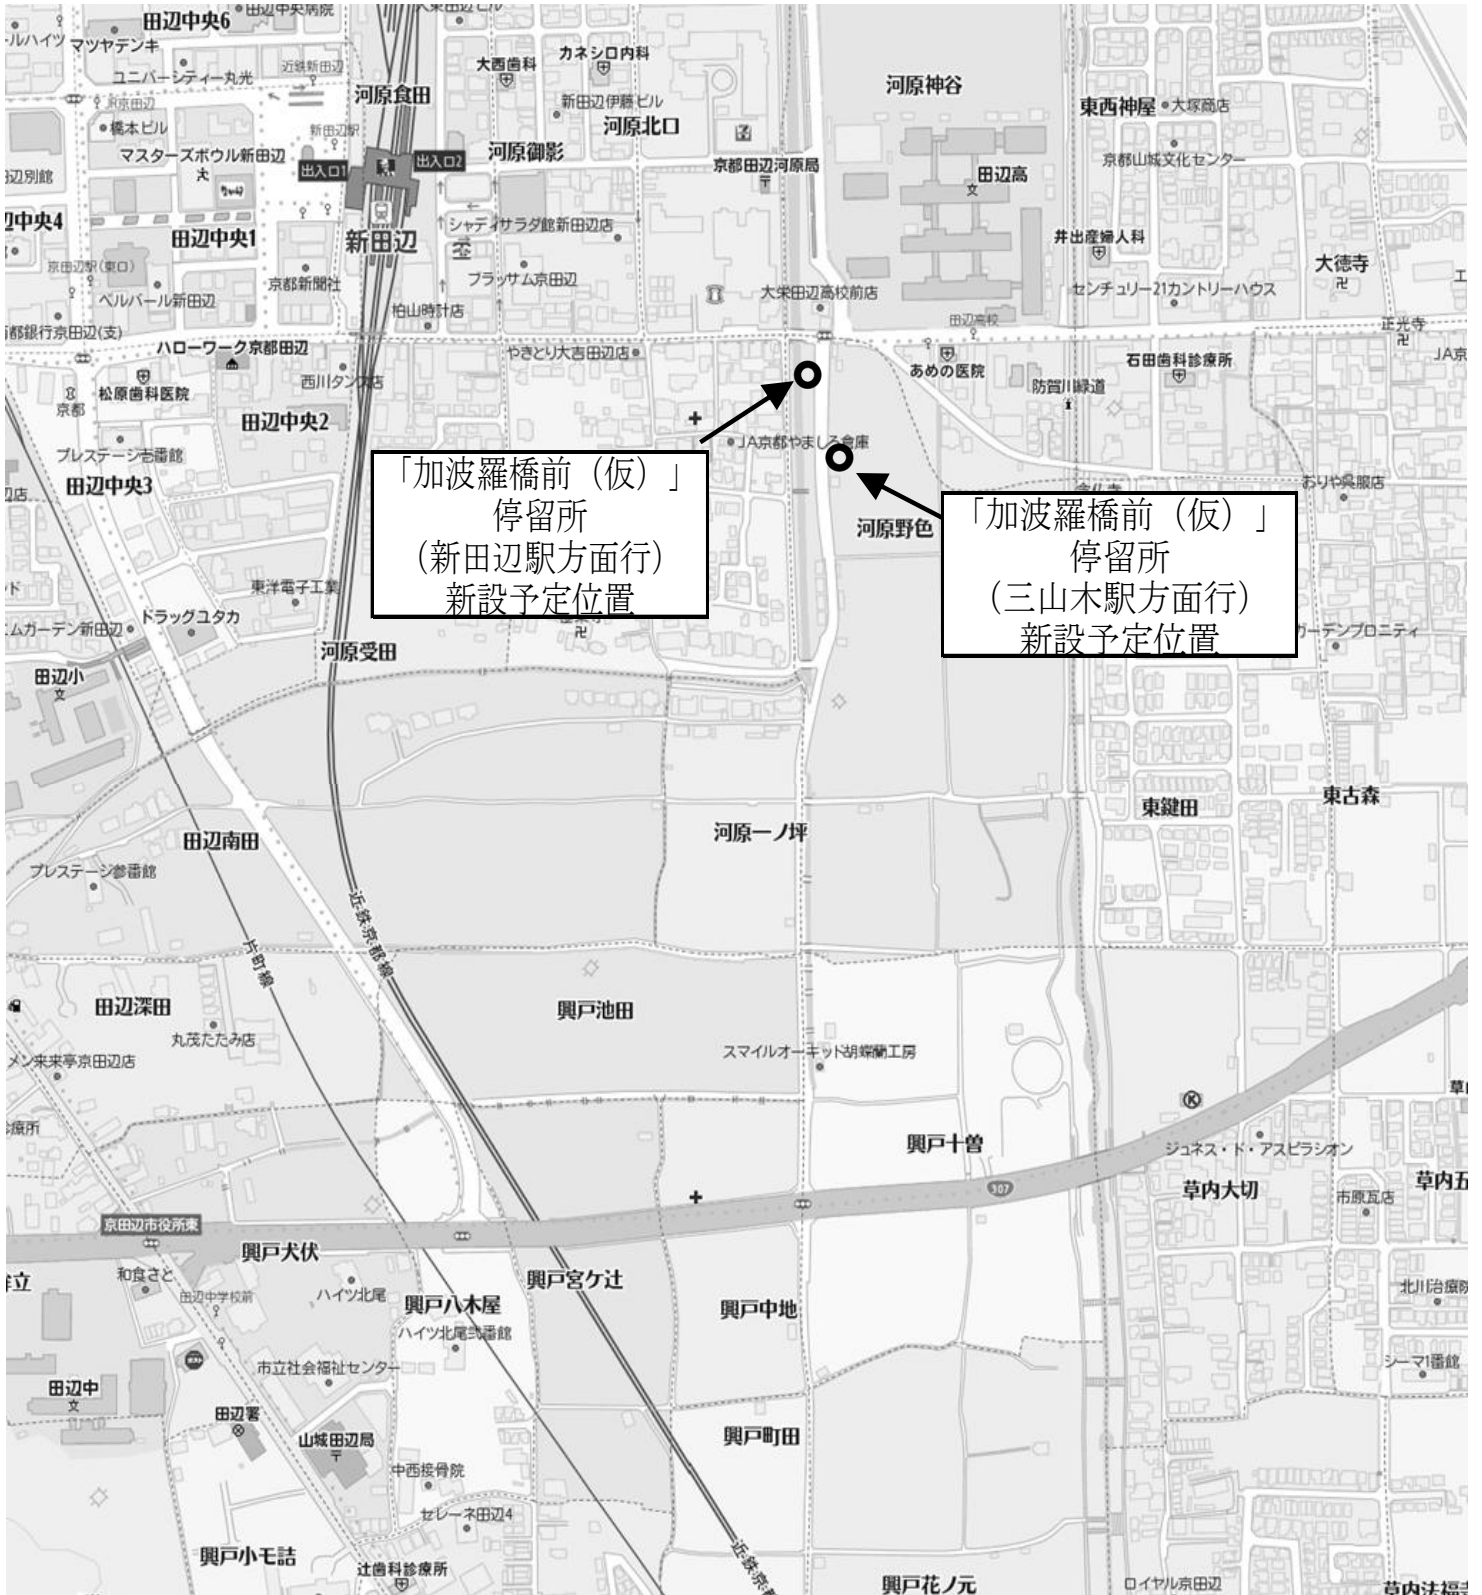 田辺中央6
田辺中央病院
マツヤデンキ
カネシロ内科
大西歯科
河原神谷
ユニバーシティー丸光
近鉄新田辺
河原食田
新田辺伊藤ビル
東西神屋
大塚商店
JR京田辺
橋本ビル
新田辺駅
河原北口
マスターズボウル新田辺
出入口1
出入口2
河原御影
京都田辺河原局
田辺高
京都山城文化センター
田辺中央1
新田辺
シャディサラダ館新田辺店
井出産婦人科
京田辺駅(東口)
京都新聞社
ブラッサム京田辺
大徳寺
ベルバール新田辺
柏山時計店
大栄田辺高校前店
センチュリー21カントリーハウス
田辺高校
正光寺
ハローワーク京都田辺
やきとり大吉田辺店
あめの医院
石田歯科診療所
松原歯科医院
西川タンス店
防賀川緑道
京都
田辺中央2
プレステージ壱番館
JA京都やましろ倉庫
田辺中央3
おりや呉服店
河原野色
「加波羅橋前（仮）」
停留所
（新田辺駅方面行）
新設予定位置
「加波羅橋前（仮）」
停留所
（三山木駅方面行）
新設予定位置
東洋電子工業
ドラッグユタカ
河原受田
田辺小
東鍵田
東古森
田辺南田
河原一ノ坪
プレステージ参番館
近鉄京都線
片町線
田辺深田
興戸池田
丸茂たたみ店
スマイルオーキッド胡蝶蘭工房
興戸十曽
ジュネス・ド・アスピラシオン
307
草内大切
市原瓦店
京田辺市役所東
興戸犬伏
和食さと
田辺中学校前
ハイツ北尾
興戸八木屋
興戸宮ケ辻
興戸中地
ハイツ北尾弐番館
シーマ1番館
市立社会福祉センター
田辺中
田辺署
山城田辺局
興戸町田
中西接骨院
セレーネ田辺4
興戸小モ詰
辻歯科診療所
興戸花ノ元
ロイヤル京田辺